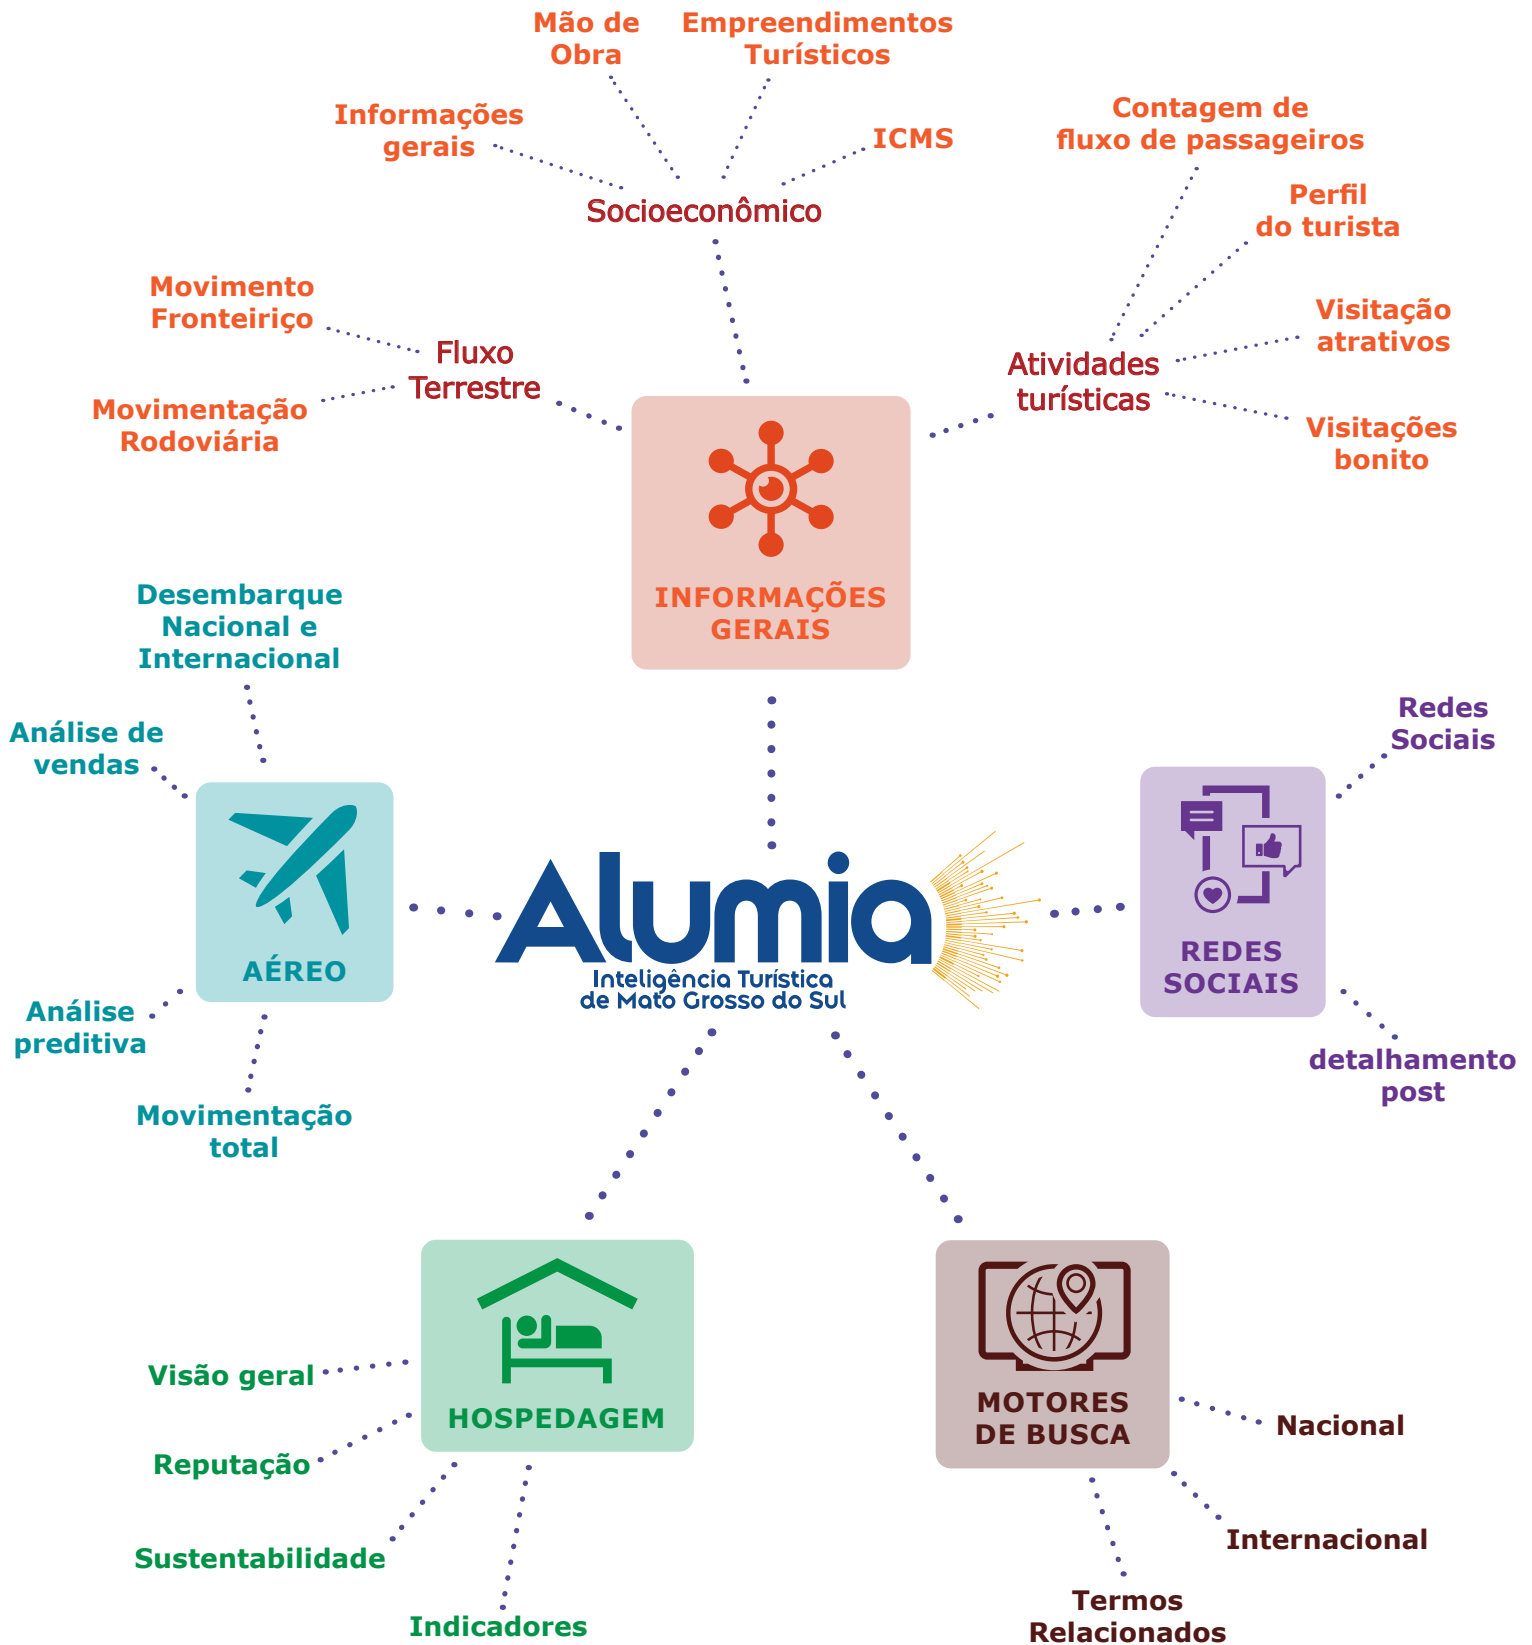 Mão de
Obra
Empreendimentos
Turísticos
Informações
gerais
ICMS
Socioeconômico
Contagem de
fluxo de passageiros
Perfil
do turista
Visitação
atrativos
Visitações
bonito
Atividades
turísticas
Movimento
Fronteiriço
Movimentação
Rodoviária
Fluxo
Terrestre
INFORMAÇÕES
GERAIS
Desembarque
Nacional e
Internacional
Análise de
vendas
AÉREO
Análise
preditiva
Movimentação
total
Alumia
Inteligência Turística
de Mato Grosso do Sul
Redes
Sociais
REDES
SOCIAIS
detalhamento
post
HOSPEDAGEM
Visão geral
Reputação
Sustentabilidade
Indicadores
MOTORES
DE BUSCA
Nacional
Internacional
Termos
Relacionados